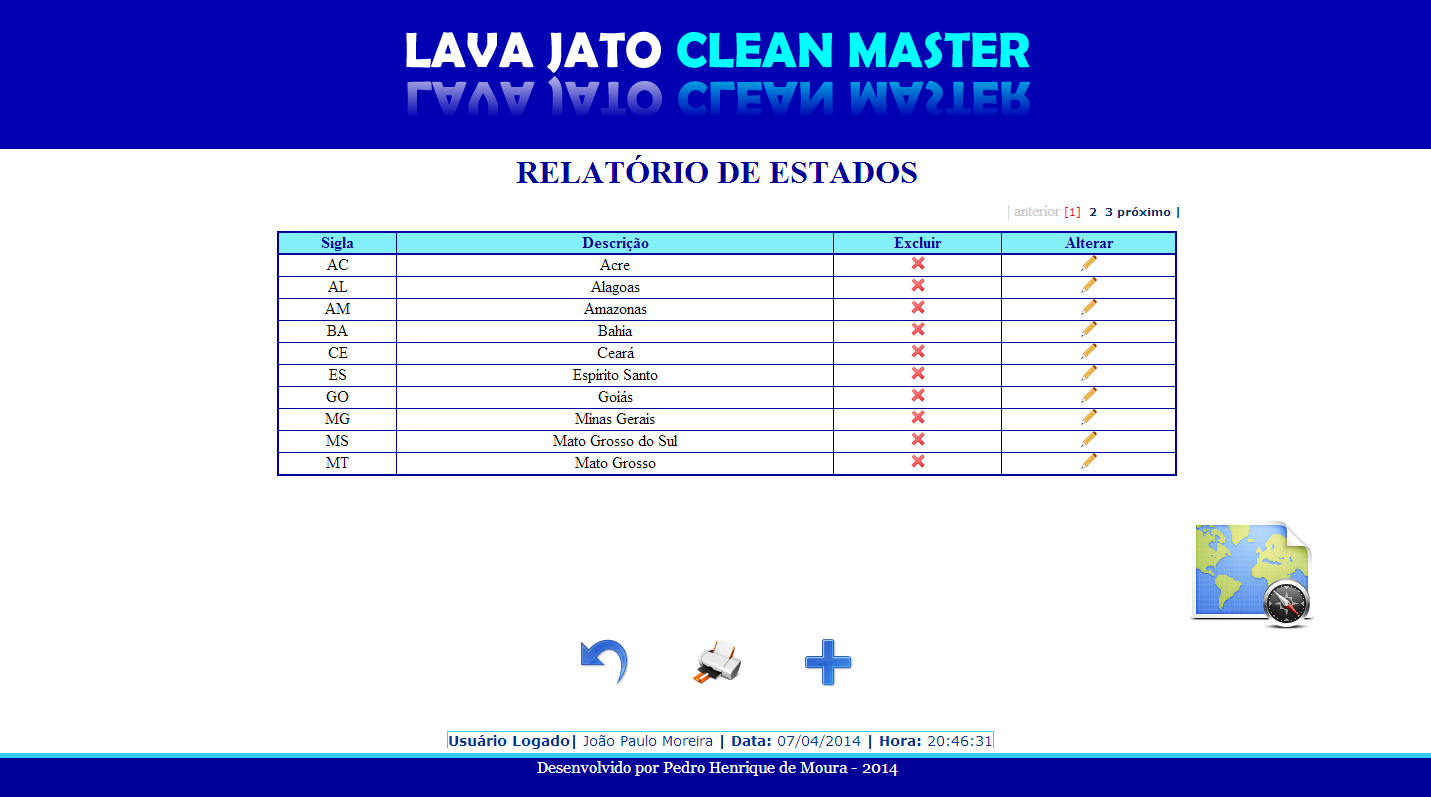 LAVA JATO CLEAN MASTER
RELATÓRIO DE ESTADOS
| anterior [1] 2 3 próximo |
Sigla Descrição Excluir Alterar
AC Acre
AL Alagoas
AM Amazonas
BA Bahia
CE Ceará
ES Espirito Santo
GO Goiás
MG Minas Gerais
MS Mato Grosso do Sul
MT Mato Grosso
Usuário Logado| João Paulo Moreira | Data: 07/04/2014 | Hora: 20:46:31
Desenvolvido por Pedro Henrique de Moura - 2014